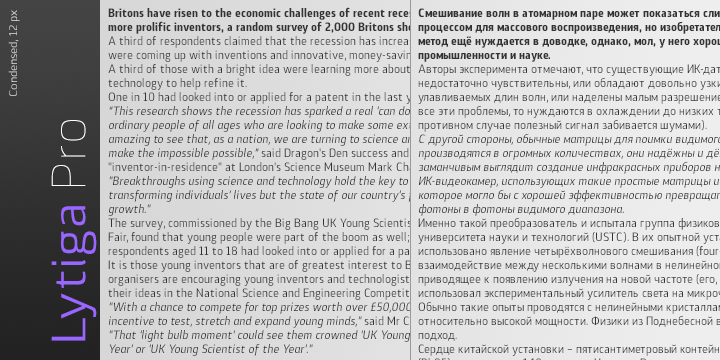 Condensed, 12 px
Lytiga Pro
Britons have risen to the economic challenges of recent rece
more prolific inventors, a random survey of 2,000 Britons sh
A third of respondents claimed that the recession has increa
were coming up with inventions and innovative, money-savin
A third of those with a bright idea were learning more about
technology to help refine it.
One in 10 had looked into or applied for a patent in the last y
"This research shows the recession has sparked a real 'can do
ordinary people of all ages who are looking to make some ex
amazing to see that, as a nation, we are turning to science ar
make the impossible possible," said Dragon's Den success and
"inventor-in-residence" at London's Science Museum Mark Ch
"Breakthroughs using science and technology hold the key to
transforming individuals' lives but the state of our country's
growth."
The survey, commissioned by the Big Bang UK Young Scientis
Fair, found that young people were part of the boom as well;
respondents aged 11 to 18 had looked into or applied for a pa
It is those young inventors that are of greatest interest to B
organisers are encouraging young inventors and technologist
their ideas in the National Science and Engineering Competit
"With a chance to compete for top prizes worth over £50,000
incentive to test, stretch and expand young minds," said Mr C
"That 'light bulb moment' could see them crowned 'UK Young
Year' or 'UK Young Scientist of the Year'."
Смешивание волн в атомарном паре может показаться сли
процессом для массового воспроизведения, но изобретател
метод ещё нуждается в доводке, однако, мол, у него хорош
промышленности и науке.
Авторы эксперимента отмечают, что существующие ИК-дат
недостаточно чувствительны, или обладают довольно узки
улавливаемых длин волн, или наделены малым разрешение
все эти проблемы, то нуждаются в охлаждении до низких т
противном случае полезный сигнал забивается шумами).
С другой стороны, обычные матрицы для поимки видимого
производятся в огромных количествах, они надёжны и дё
заманчивым выглядит создание инфракрасных приборов н
ИК-видеокамер, использующих такие простые матрицы и
которое могло бы с хорошей эффективностью превращат
фотоны в фотоны видимого диапазона.
Именно такой преобразователь и испытала группа физиков
университета науки и технологий (USTC). В их опытной уст
использовано явление четырёхволнового смешивания (four
взаимодействие между несколькими волнами в нелинейної
приводящее к появлению излучения на новой частоте (его,
использовал экспериментальный усилитель света на микроч
Обычно такие опыты проводятся с нелинейными кристаллам
относительно высокой мощности. Физики из Поднебесной в
подход.
Сердце китайской установки – пятисантиметровый контейн